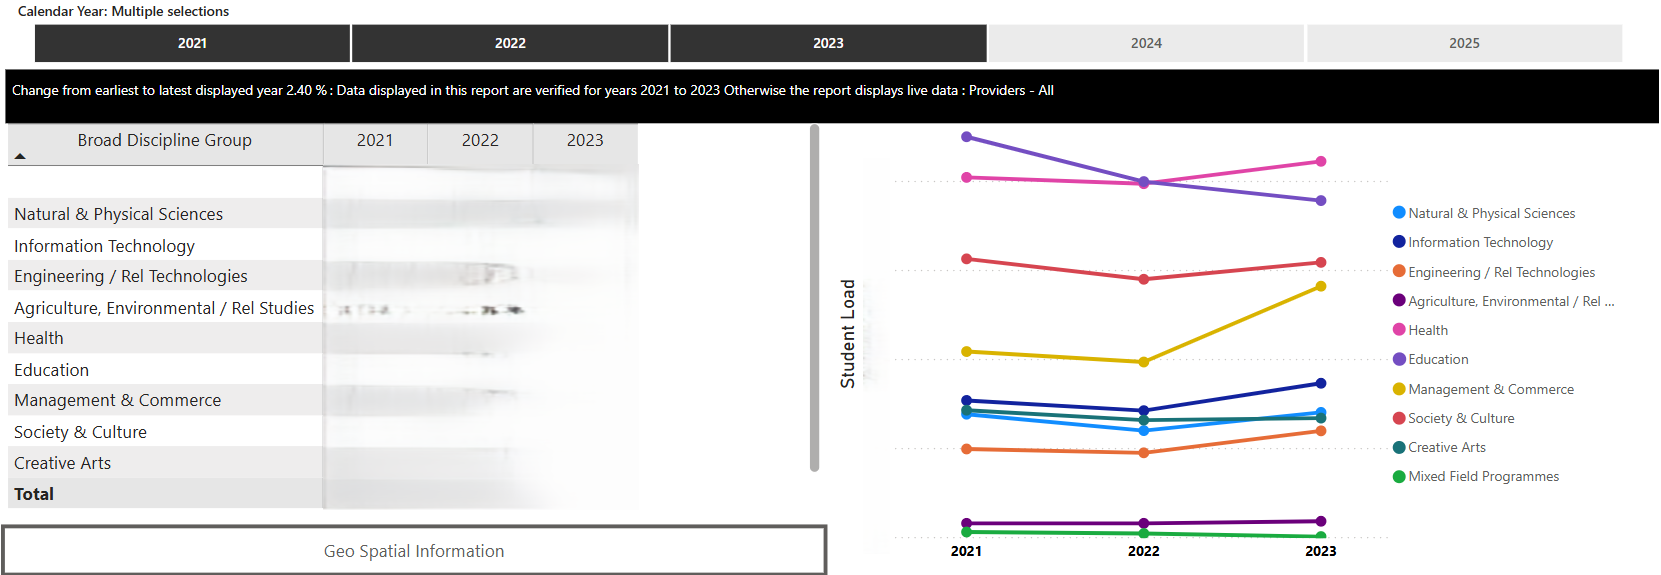 Calendar Year: Multiple selections
2021 2022 2023 2024 2025
Change from earliest to latest displayed year 2.40 % : Data displayed in this report are verified for years 2021 to 2023 Otherwise the report displays live data : Providers - All
Broad Discipline Group 2021 2022 2023
Natural & Physical Sciences
Information Technology
Engineering / Rel Technologies
Agriculture, Environmental / Rel Studies
Health
Education
Management & Commerce
Society & Culture
Creative Arts
Total
Geo Spatial Information
Student Load
2021 2022 2023
Natural & Physical Sciences
Information Technology
Engineering / Rel Technologies
Agriculture, Environmental / Rel ...
Health
Education
Management & Commerce
Society & Culture
Creative Arts
Mixed Field Programmes